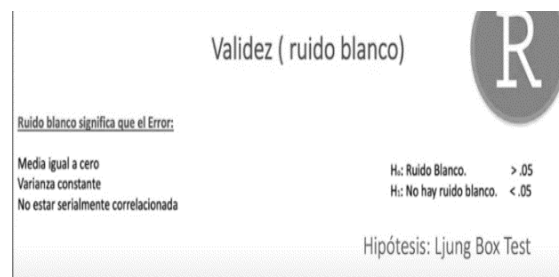 Validez ( ruido blanco)
R
Ruido blanco significa que el Error:
Media igual a cero
Varianza constante
No estar serialmente correlacionada
H₀: Ruido Blanco. > .05
H₁: No hay ruido blanco. < .05
Hipótesis: Ljung Box Test